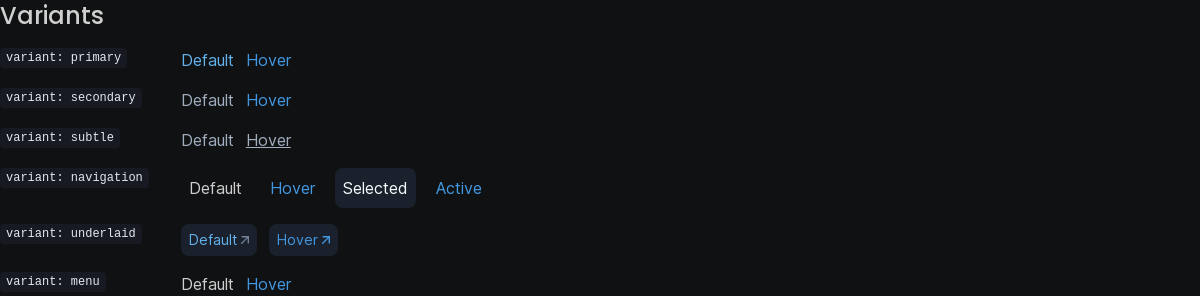 Variants
variant: primary Default Hover
variant: secondary Default Hover
variant: subtle Default Hover
variant: navigation Default Hover Selected Active
variant: underlaid Default Hover
variant: menu Default Hover